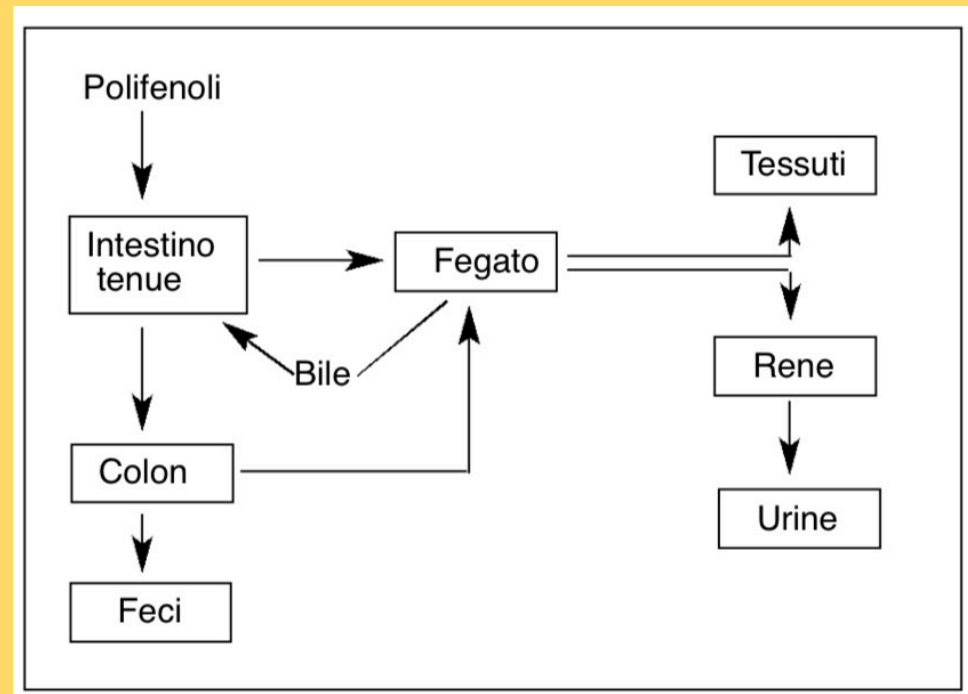 Polifenoli
Intestino
tenue
Fegato
Tessuti
Bile
Rene
Colon
Urine
Feci